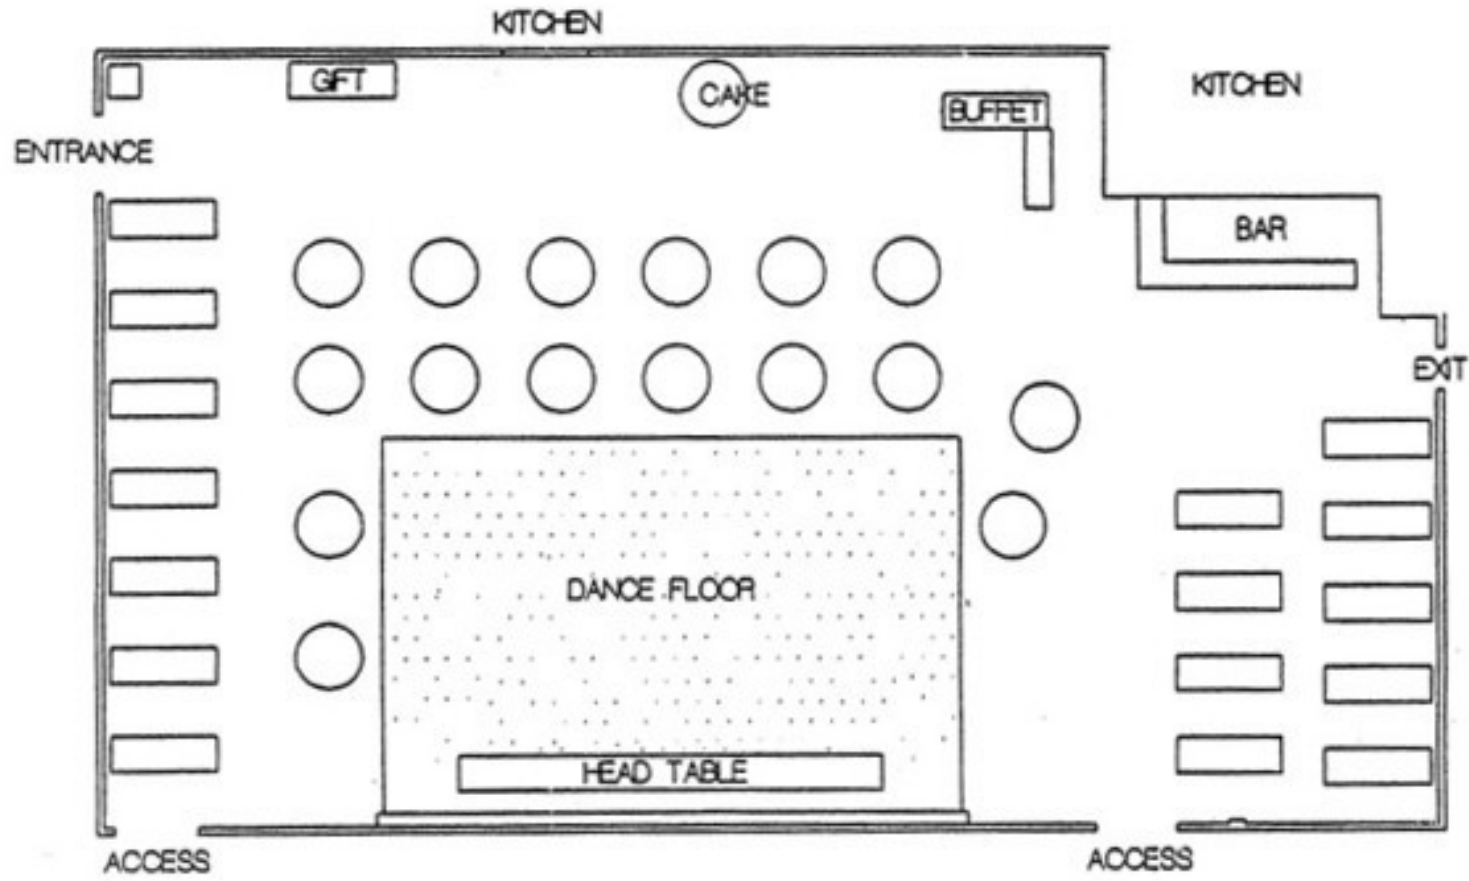 KITCHEN
GIFT
CAKE
KITCHEN
BUFFET
ENTRANCE
BAR
EXIT
DANCE FLOOR
HEAD TABLE
ACCESS
ACCESS